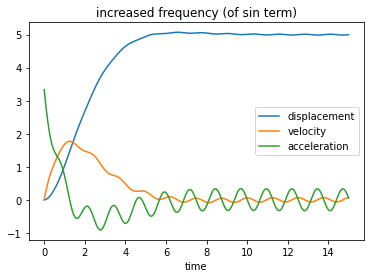 increased frequency (of sin term)
5
4
3
2
1
0
−1
displacement
velocity
acceleration
0 2 4 6 8 10 12 14
time